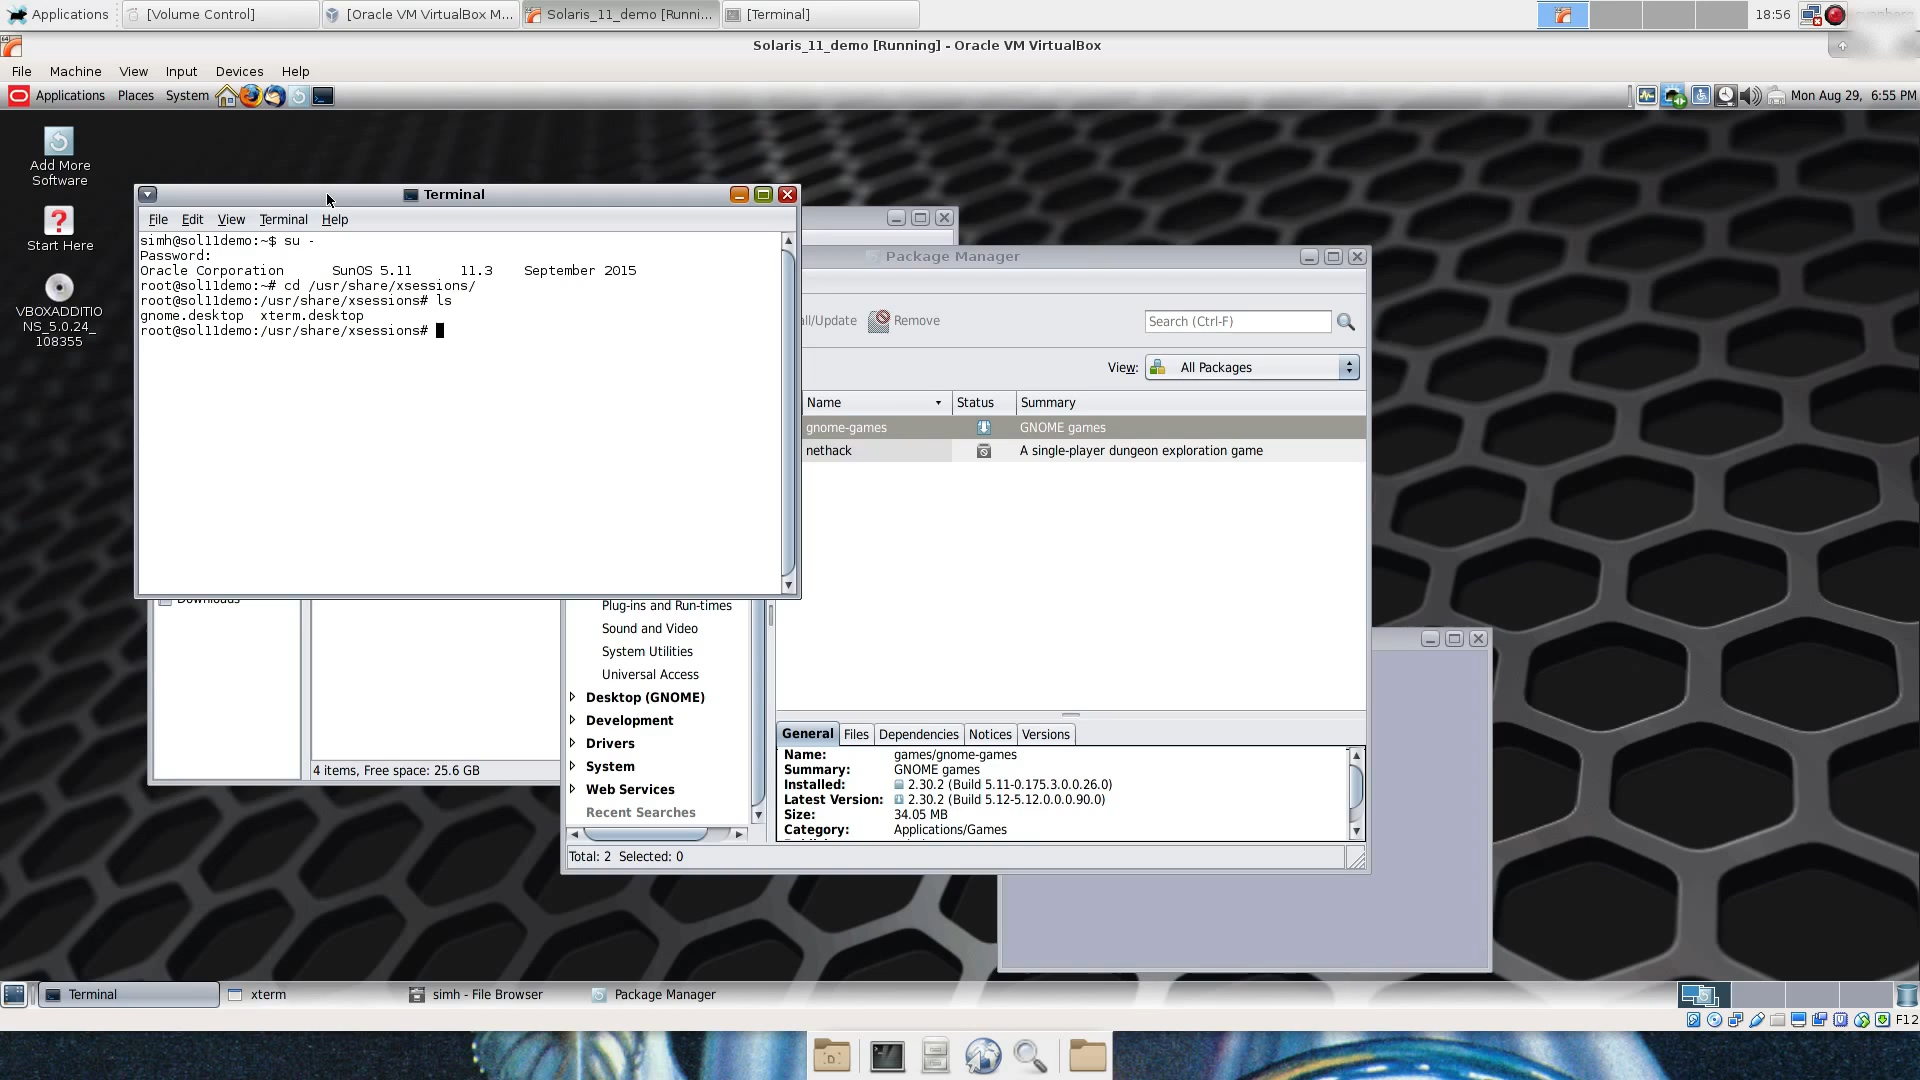 Applications
[Volume Control]
[Oracle VM VirtualBox M...
Solaris_11_demo [Runni...
[Terminal]
18:56
Solaris_11_demo [Running] - Oracle VM VirtualBox
File Machine View Input Devices Help
Applications Places System
Mon Aug 29, 6:55 PM
Add More
Software
Start Here
VBOXADDITIO
NS_5.0.24_
108355
Terminal
File Edit View Terminal Help
simh@sol11demo:~$ su -
Password:
Oracle Corporation SunOS 5.11 11.3 September 2015
root@sol11demo:~# cd /usr/share/xsessions/
root@sol11demo:/usr/share/xsessions# ls
gnome.desktop xterm.desktop
root@sol11demo:/usr/share/xsessions#
Package Manager
all/Update
Remove
Search (Ctrl-F)
View: All Packages
Name Status Summary
gnome-games GNOME games
nethack A single-player dungeon exploration game
Downloads
4 items, Free space: 25.6 GB
Plug-ins and Run-times
Sound and Video
System Utilities
Universal Access
Desktop (GNOME)
Development
Drivers
System
Web Services
Recent Searches
General Files Dependencies Notices Versions
Name: games/gnome-games
Summary: GNOME games
Installed: 2.30.2 (Build 5.11-0.175.3.0.0.26.0)
Latest Version: 2.30.2 (Build 5.12-5.12.0.0.0.90.0)
Size: 34.05 MB
Category: Applications/Games
Total: 2 Selected: 0
Terminal
xterm
simh - File Browser
Package Manager
F12